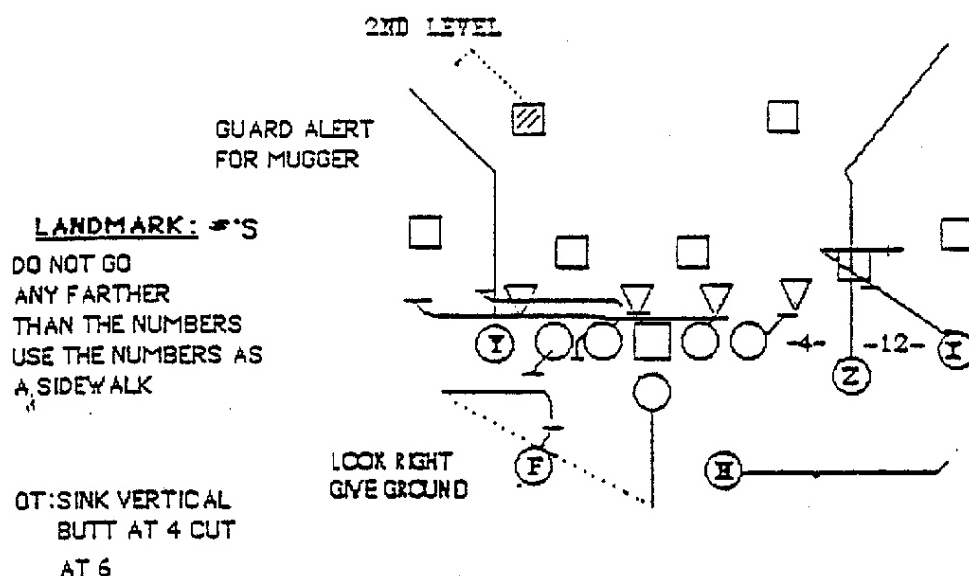 2ND LEVEL
GUARD ALERT
FOR MUGGER
LANDMARK: #'S
DO NOT GO
ANY FARTHER
THAN THE NUMBERS
USE THE NUMBERS AS
A SIDEWALK
Y
-4-
-12-
Z
F
H
LOOK RIGHT
GIVE GROUND
OT:SINK VERTICAL
BUTT AT 4 CUT
AT 6